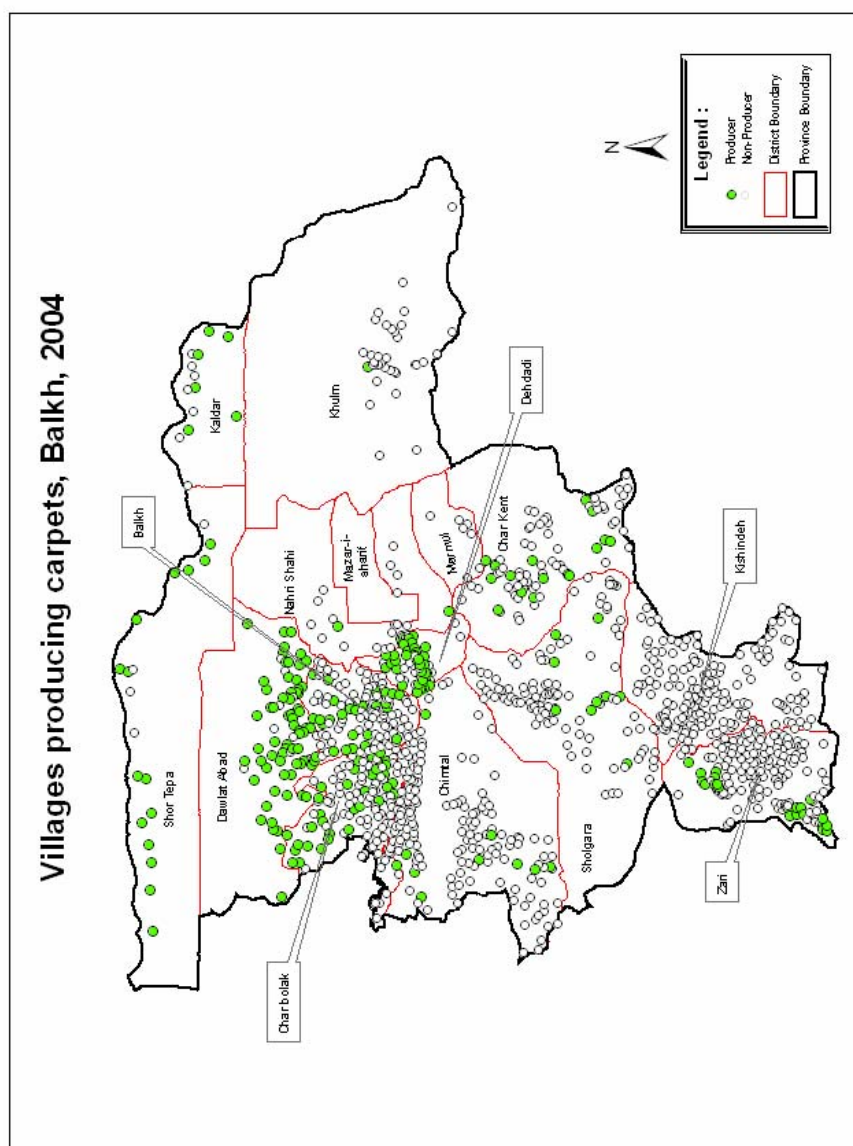 Villages producing carpets, Balkh, 2004
Balkh
Kaldar
Shor Tepa
Khulm
Nahri Shahi
Dawlat Abad
Mazar-i-
sharif
Dehdadi
Marmul
Char Kent
Char bolak
Chimtal
Sholgara
Kishindeh
Zari
N
Legend :
Producer
Non-Producer
District Boundary
Province Boundary